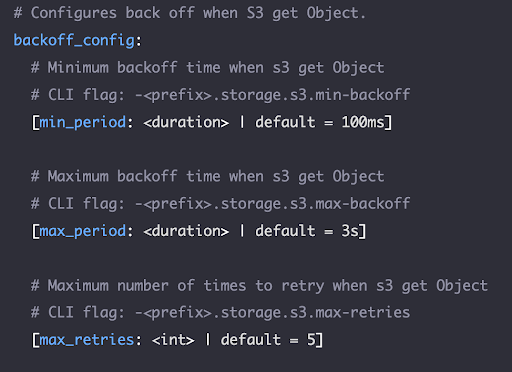 # Configures back off when S3 get Object.
backoff_config:
# Minimum backoff time when s3 get Object
# CLI flag: -<prefix>.storage.s3.min-backoff
[min_period: <duration> | default = 100ms]
# Maximum backoff time when s3 get Object
# CLI flag: -<prefix>.storage.s3.max-backoff
[max_period: <duration> | default = 3s]
# Maximum number of times to retry when s3 get Object
# CLI flag: -<prefix>.storage.s3.max-retries
[max_retries: <int> | default = 5]